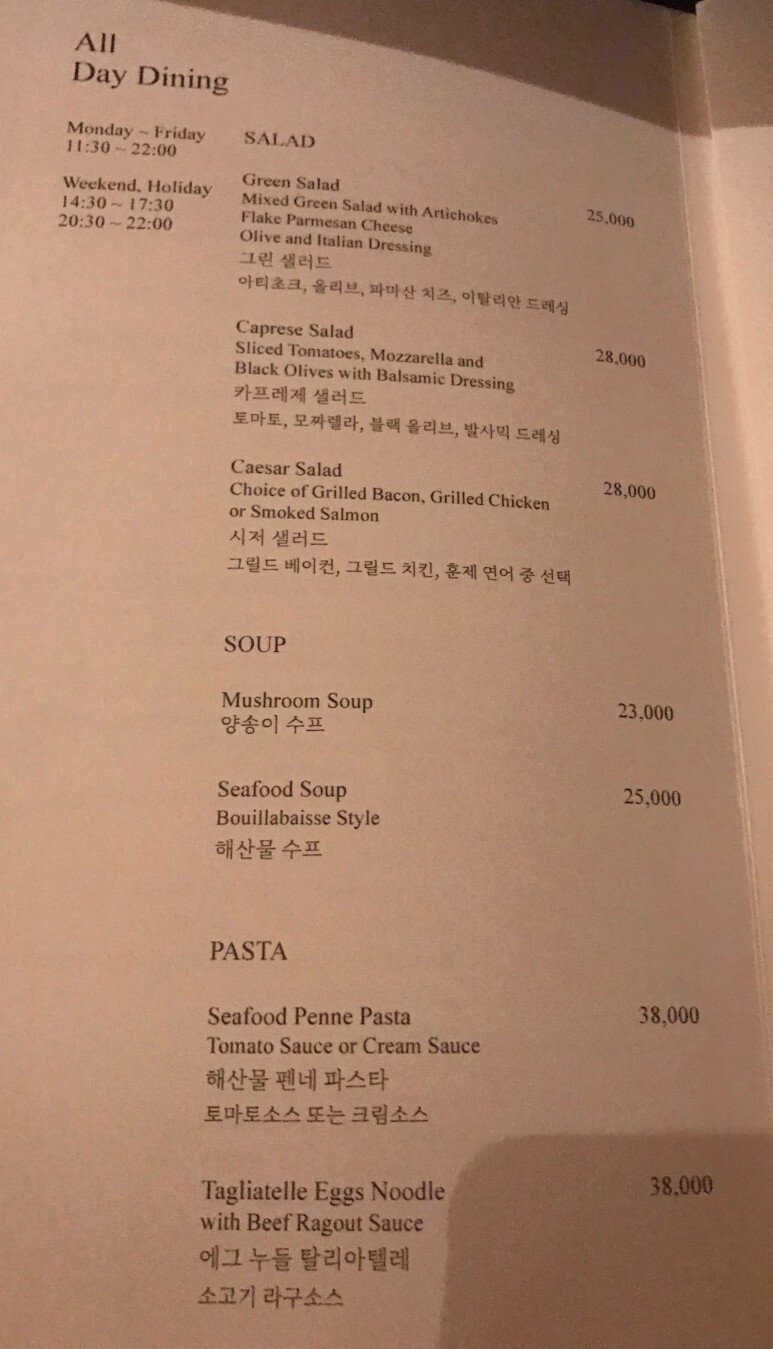 All
Day Dining
Monday ~ Friday
11:30 ~ 22:00
Weekend, Holiday
14:30 ~ 17:30
20:30 ~ 22:00
SALAD
Green Salad
Mixed Green Salad with Artichokes 25,000
Flake Parmesan Cheese
Olive and Italian Dressing
그린 샐러드
아티초크, 올리브, 파마산 치즈, 이탈리안 드레싱
Caprese Salad
Sliced Tomatoes, Mozzarella and 28,000
Black Olives with Balsamic Dressing
카프레제 샐러드
토마토, 모짜렐라, 블랙 올리브, 발사믹 드레싱
Caesar Salad
Choice of Grilled Bacon, Grilled Chicken 28,000
or Smoked Salmon
시저 샐러드
그릴드 베이컨, 그릴드 치킨, 훈제 연어 중 선택
SOUP
Mushroom Soup 23,000
양송이 수프
Seafood Soup 25,000
Bouillabaisse Style
해산물 수프
PASTA
Seafood Penne Pasta 38,000
Tomato Sauce or Cream Sauce
해산물 펜네 파스타
토마토소스 또는 크림소스
Tagliatelle Eggs Noodle 38,000
with Beef Ragout Sauce
에그 누들 탈리아텔레
소고기 라구소스